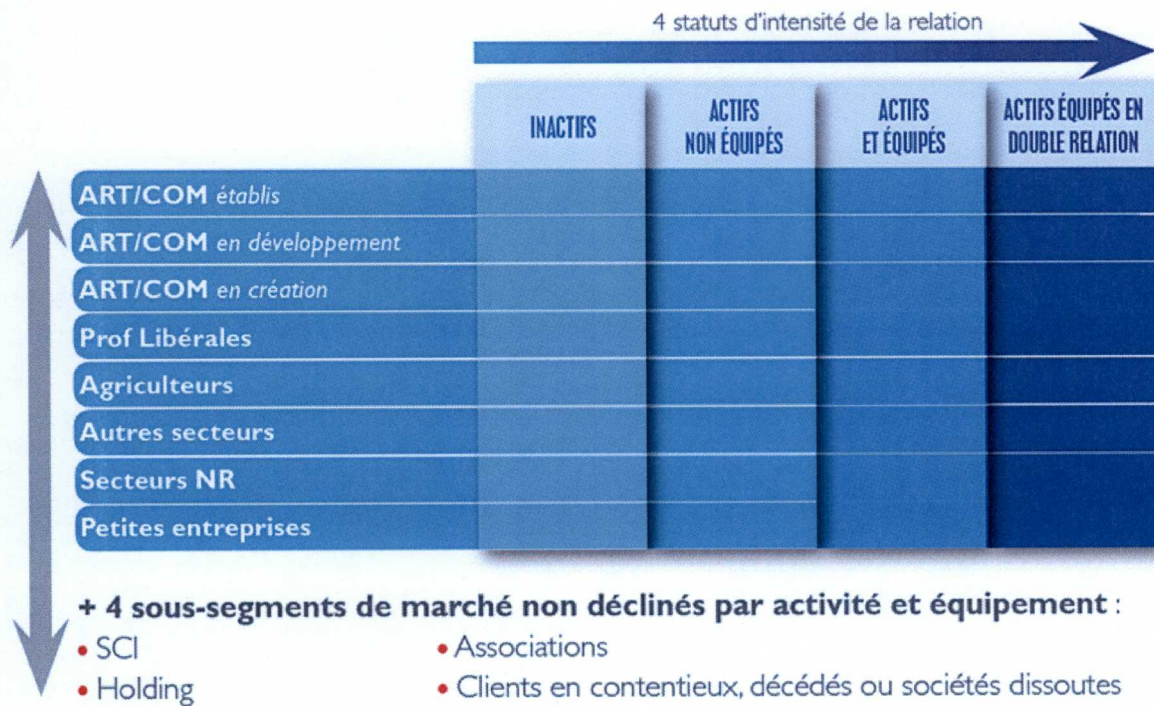 4 statuts d'intensité de la relation
INACTIFS
ACTIFS
NON ÉQUIPÉS
ACTIFS
ET ÉQUIPÉS
ACTIFS ÉQUIPÉS EN
DOUBLE RELATION
ART/COM établis
ART/COM en développement
ART/COM en création
Prof Libérales
Agriculteurs
Autres secteurs
Secteurs NR
Petites entreprises
+ 4 sous-segments de marché non déclinés par activité et équipement :
• SCI
• Holding
• Associations
• Clients en contentieux, décédés ou sociétés dissoutes